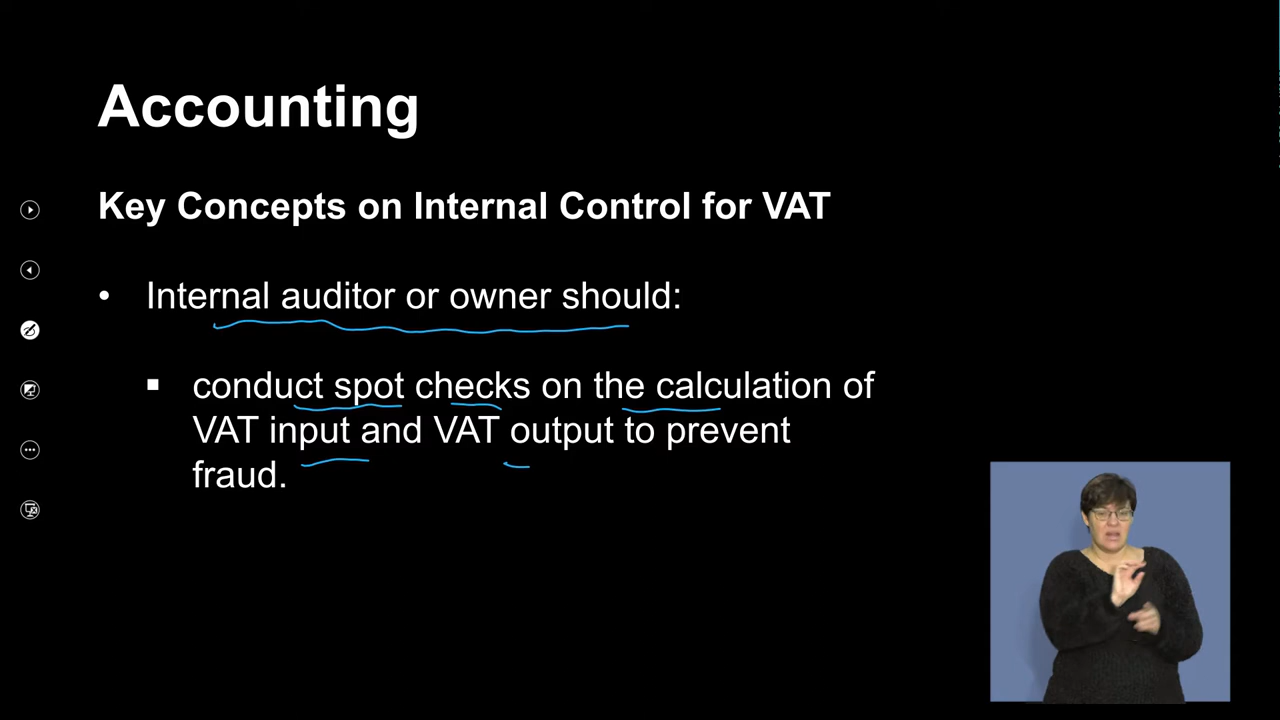 Accounting
Key Concepts on Internal Control for VAT
• Internal auditor or owner should:
▪ conduct spot checks on the calculation of
VAT input and VAT output to prevent
fraud.